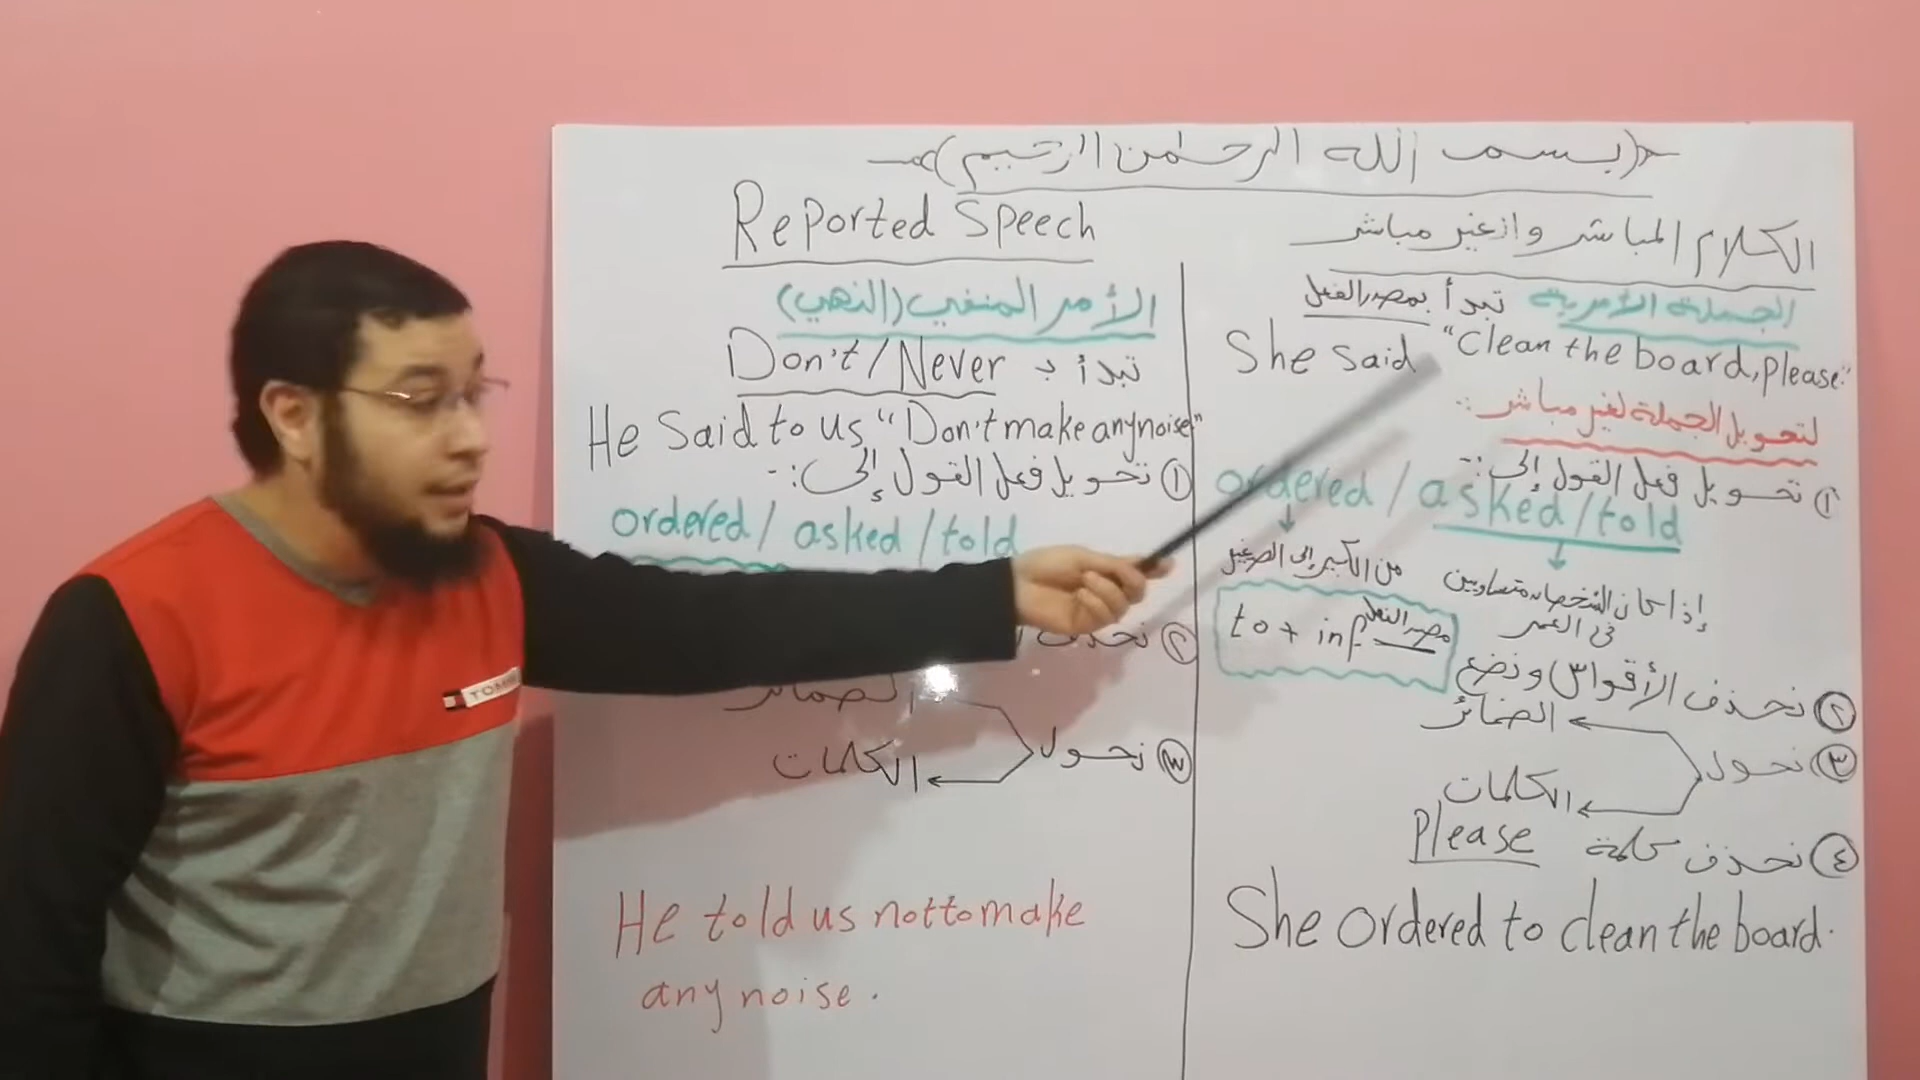 ﴿بسم الله الرحمن الرحيم﴾
Reported Speech
الكلام المباشر والغير مباشر
الجملة الأمرية تبدأ بمصدر الفعل
She said "Clean the board, please."
لتحويل الجملة لغير مباشر :-
① تحويل فعل القول إلى :-
ordered / asked / told
من الكبير إلى الصغير
إذا كان الشخصان متساويين
في العمر
② نحذف الأقواس ونضع
to + inf مصدر الفعل
③ نحول
الضمائر
الكلمات
④ نحذف كلمة Please
She ordered to clean the board.
الأمر المنفي (النهي)
تبدأ بـ Don't / Never
He said to us "Don't make any noise"
① تحويل فعل القول إلى :-
ordered / asked / told
② نحذف
③ نحول
الضمائر
الكلمات
He told us not to make
any noise.
TOMM